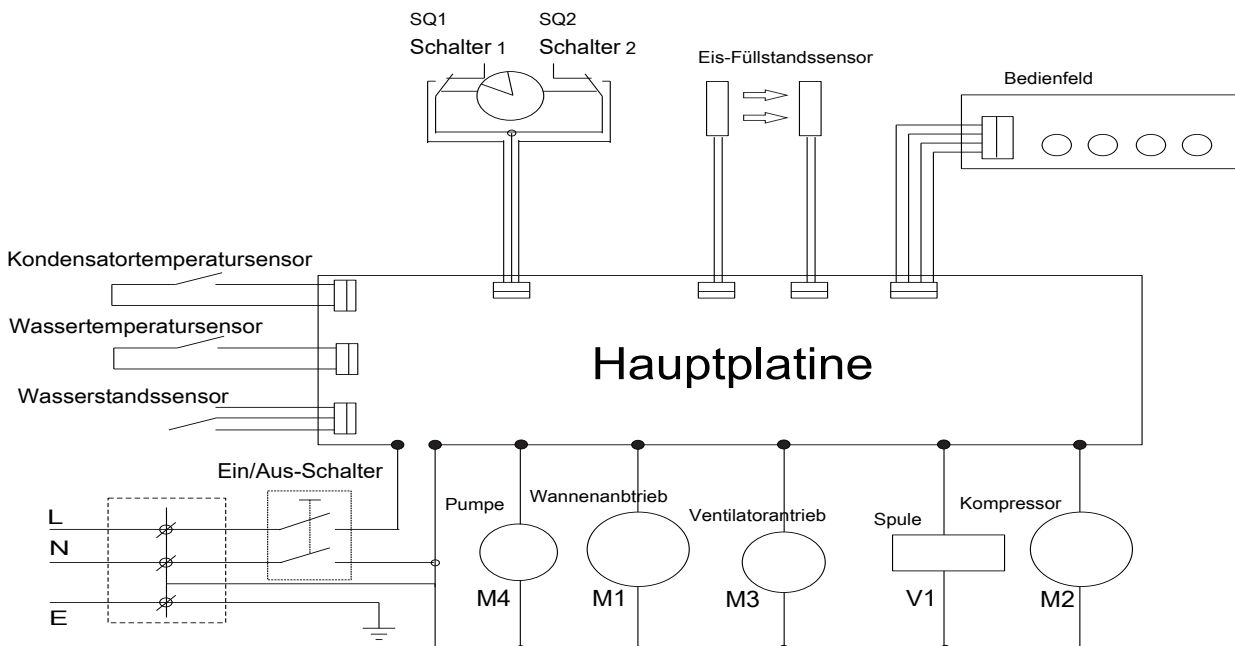 SQ1
Schalter 1
SQ2
Schalter 2
Eis-Füllstandssensor
Bedienfeld
Kondensatortemperatursensor
Wassertemperatursensor
Wasserstandssensor
Hauptplatine
Ein/Aus-Schalter
L
N
E
Pumpe
M4
Wannenanbtrieb
M1
Ventilatorantrieb
M3
Spule
V1
Kompressor
M2